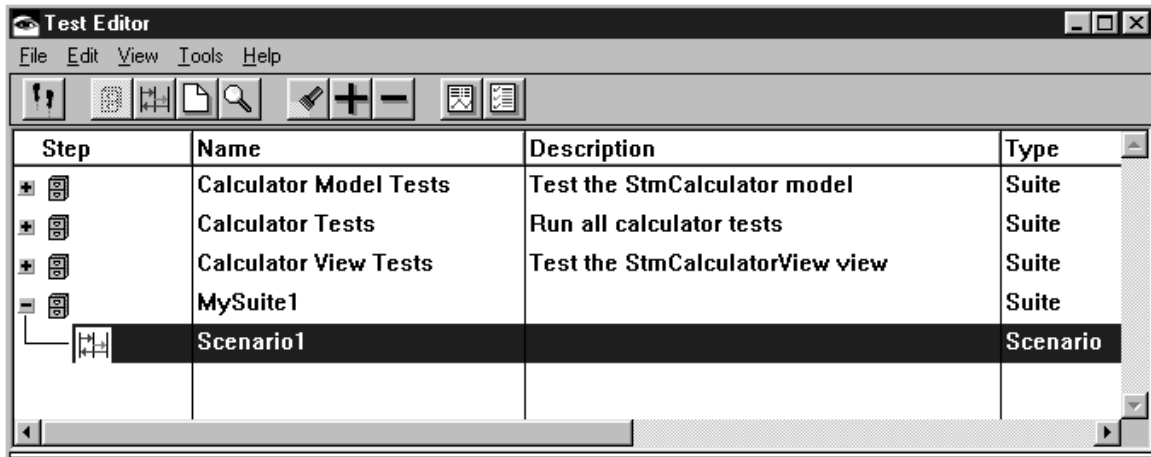 Test Editor
File Edit View Tools Help
Step Name Description Type
Calculator Model Tests Test the StmCalculator model Suite
Calculator Tests Run all calculator tests Suite
Calculator View Tests Test the StmCalculatorView view Suite
MySuite1 Suite
Scenario1 Scenario